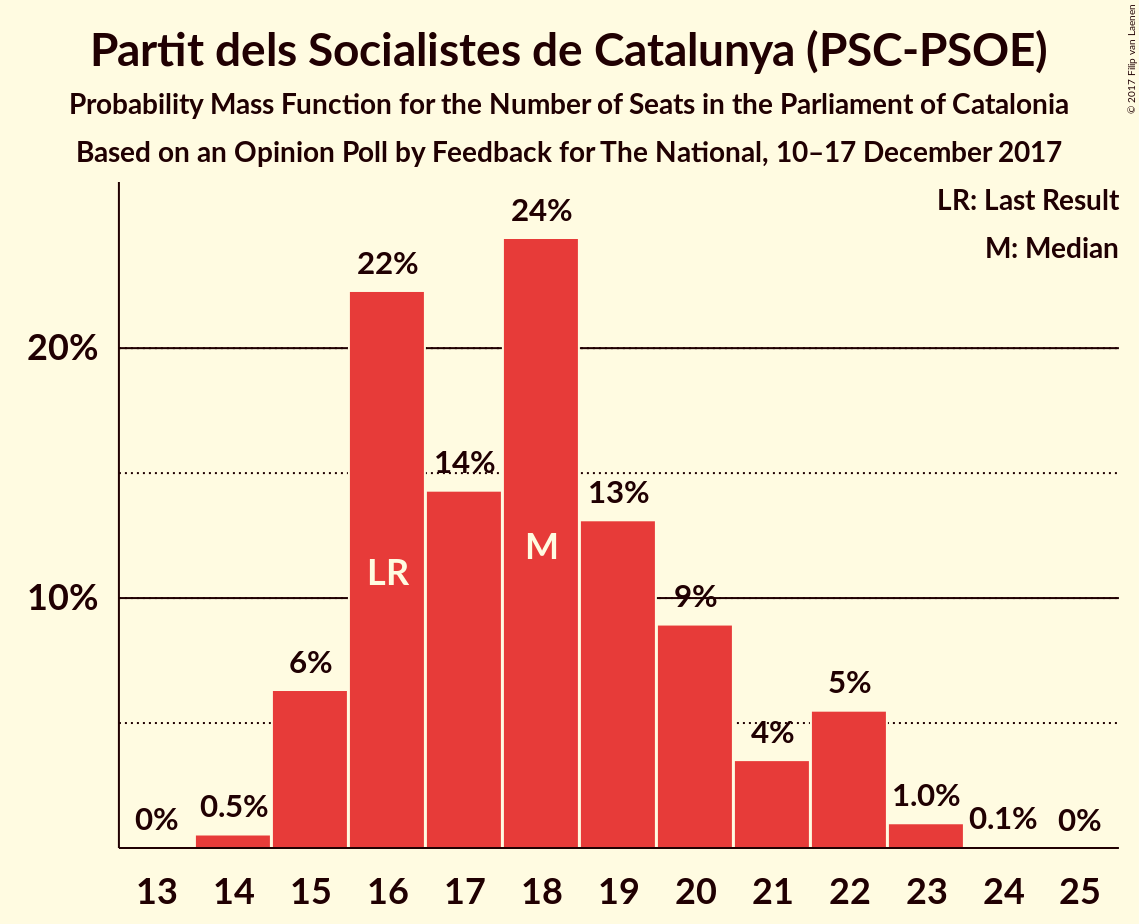 Partit dels Socialistes de Catalunya (PSC-PSOE)
Probability Mass Function for the Number of Seats in the Parliament of Catalonia
Based on an Opinion Poll by Feedback for The National, 10–17 December 2017
© 2017 Filip van Laenen
LR: Last Result
M: Median
24%
22%
20%
14%
13%
M
LR
10%
9%
6%
5%
4%
0%
0.5%
1.0%
0.1%
0%
13 14 15 16 17 18 19 20 21 22 23 24 25